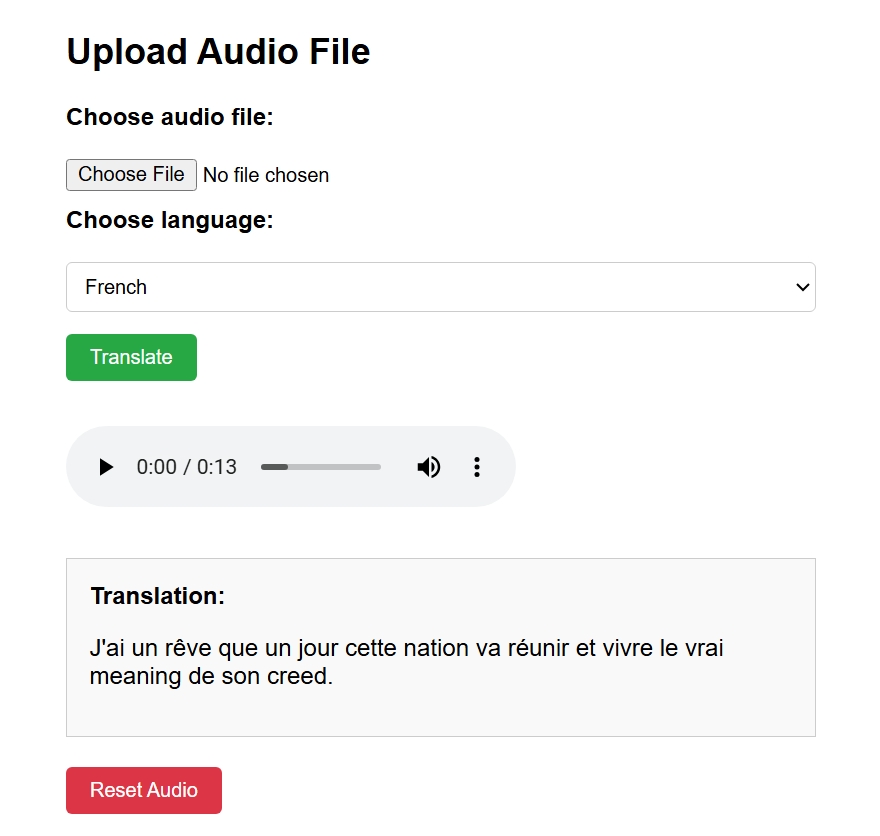 Upload Audio File
Choose audio file:
Choose File No file chosen
Choose language:
French
Translate
0:00 / 0:13
Translation:
J'ai un rêve que un jour cette nation va réunir et vivre le vrai
meaning de son creed.
Reset Audio